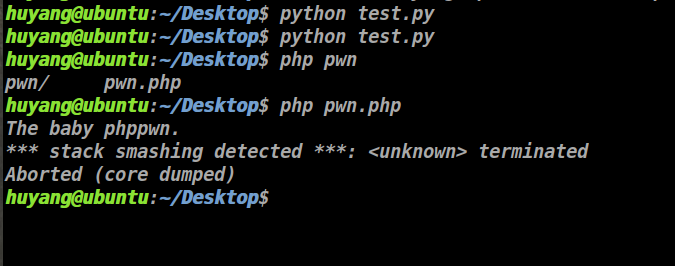 huyang@ubuntu:~/Desktop$ python test.py
huyang@ubuntu:~/Desktop$ python test.py
huyang@ubuntu:~/Desktop$ php pwn
pwn/     pwn.php
huyang@ubuntu:~/Desktop$ php pwn.php
The baby phppwn.
*** stack smashing detected ***: <unknown> terminated
Aborted (core dumped)
huyang@ubuntu:~/Desktop$